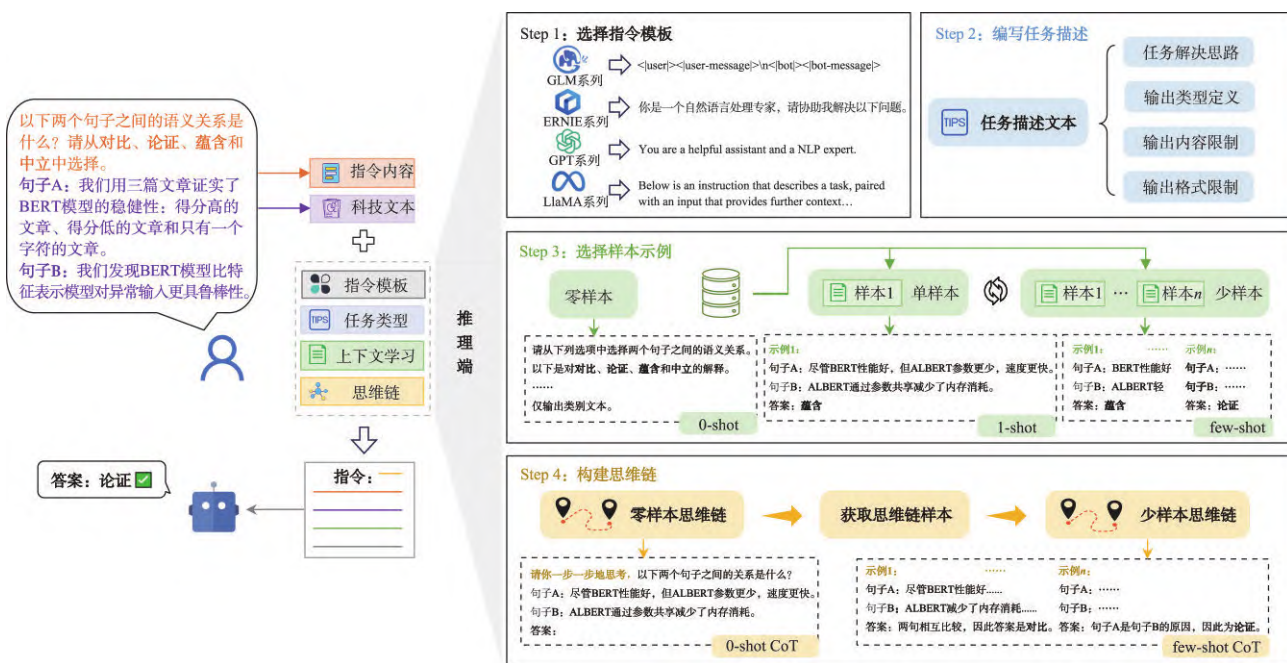 以下两个句子之间的语义关系是
什么？请从对比、论证、蕴含和
中立中选择。
句子A：我们用三篇文章证实了
BERT模型的稳健性：得分高的
文章、得分低的文章和只有一个
字符的文章。
句子B：我们发现BERT模型比特
征表示模型对异常输入更具鲁棒性。
指令内容
科技文本
指令模板
TIPS
任务类型
上下文学习
思维链
推理端
指令：
答案：论证
Step 1：选择指令模板
GLM系列
<|user|><|user-message|>\n<|bot|><|bot-message|>
ERNIE系列
你是一个自然语言处理专家，请协助我解决以下问题。
GPT系列
You are a helpful assistant and a NLP expert.
LlaMA系列
Below is an instruction that describes a task, paired
with an input that provides further context…
Step 2：编写任务描述
TIPS
任务描述文本
任务解决思路
输出类型定义
输出内容限制
输出格式限制
Step 3：选择样本示例
零样本
样本1 单样本
样本1 … 样本n 少样本
请从下列选项中选择两个句子之间的语义关系。
以下是对对比、论证、蕴含和中立的解释。
……
仅输出类别文本。
0-shot
示例1：
句子A：尽管BERT性能好，但ALBERT参数更少，速度更快。
句子B：ALBERT通过参数共享减少了内存消耗。
答案：蕴含
1-shot
示例1： …… 示例n：
句子A：BERT性能好 句子A：……
句子B：ALBERT轻 句子B：……
答案：蕴含 答案：论证
few-shot
Step 4：构建思维链
零样本思维链
获取思维链样本
少样本思维链
请你一步一步地思考，以下两个句子之间的关系是什么？
句子A：尽管BERT性能好，但ALBERT参数更少，速度更快。
句子B：ALBERT通过参数共享减少了内存消耗。
答案：
0-shot CoT
示例1： …… 示例n：
句子A：尽管BERT性能好…… 句子A：……
句子B：ALBERT减少了内存消耗…… 句子B：……
答案：两句相互比较，因此答案是对比。 答案：句子A是句子B的原因，因此为论证。
few-shot CoT